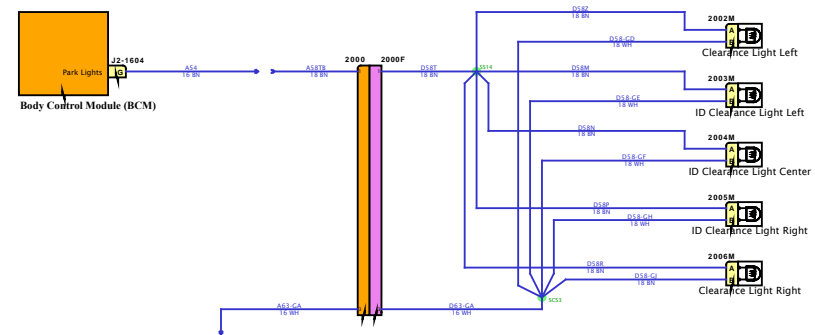 D58Z
18 BN
2002M
A
B
Clearance Light Left
D58-GD
18 WH
J2-1604
Park Lights
G
Body Control Module (BCM)
A54
16 BN
A58TB
18 BN
2000
2000F
D58T
18 BN
SS14
D58M
18 BN
2003M
A
B
ID Clearance Light Left
D58-GE
18 WH
D58N
18 BN
2004M
A
B
ID Clearance Light Center
D58-GF
18 WH
D58P
18 BN
2005M
A
B
ID Clearance Light Right
D58-GH
18 WH
D58R
18 BN
2006M
A
B
Clearance Light Right
D58-GJ
18 BN
SCS3
A63-GA
16 WH
D63-GA
16 WH